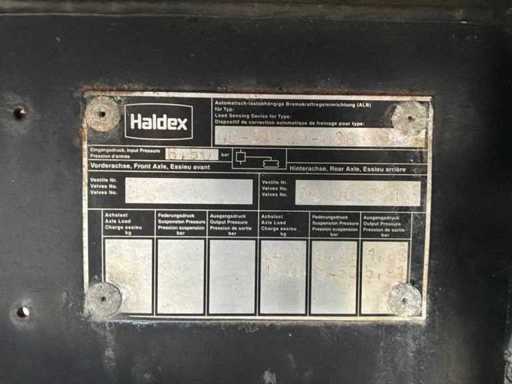 Haldex
Automatisch-lastabhängige Bremskraftregeleinrichtung (ALB)
für Typ:
Load Sensing Device for Type:
Dispositif de correction automatique de freinage pour type:
Eingangsdruck, Input Pressure
Pression d'entrée
bar
Vorderachse, Front Axle, Essieu avant
Hinterachse, Rear Axle, Essieu arrière
Ventile Nr.
Valves No.
Valves No.
Ventile Nr.
Valves No.
Valves No.
Achslast
Axle Load
Charge essieu
kg
Federungsdruck
Suspension Pressure
Pression suspension
bar
Ausgangsdruck
Output Pressure
Pression de sortie
bar
Achslast
Axle Load
Charge essieu
kg
Federungsdruck
Suspension Pressure
Pression suspension
bar
Ausgangsdruck
Output Pressure
Pression de sortie
bar